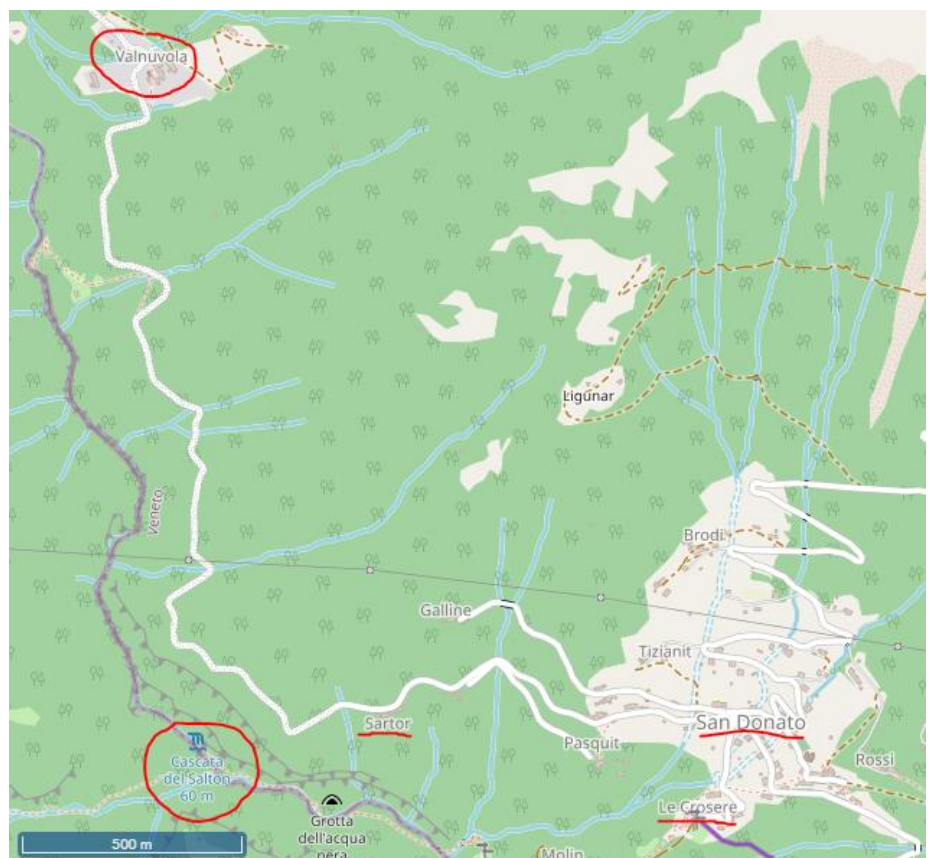 Valnuvola
Ligunar
Veneto
Brodi
Galline
Tizianit
Sartor
San Donato
Pasquit
Rossi
Cascata
del Salton
60 m
Le Crosere
Grotta
dell'acqua
nera
Molin
500 m